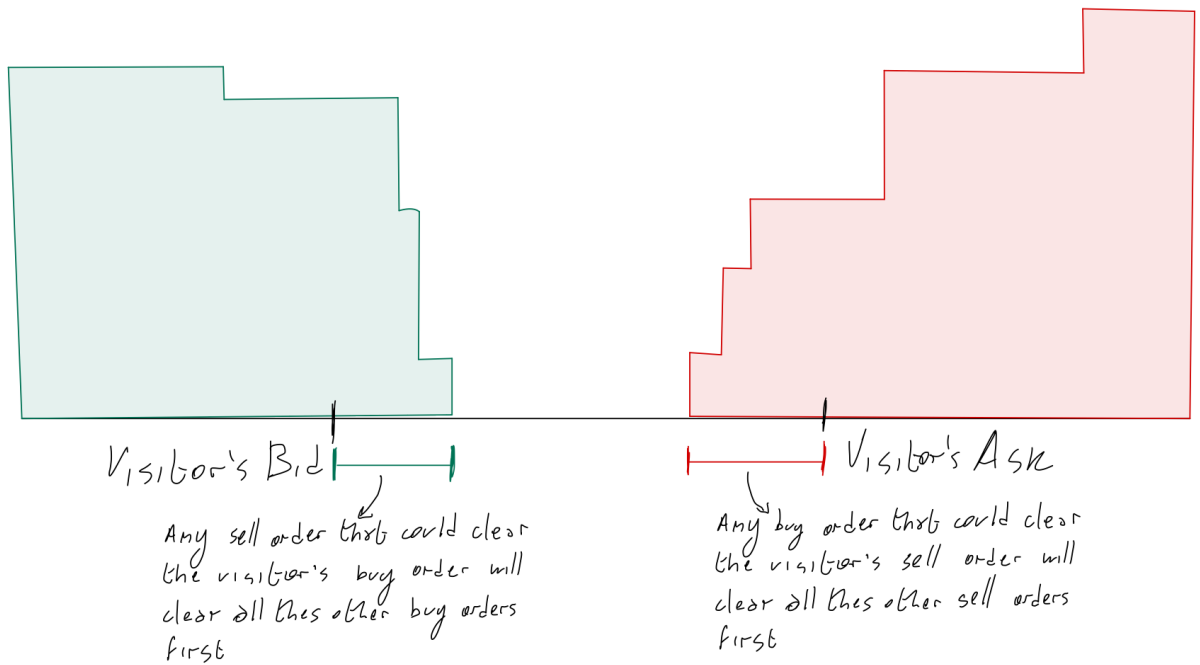 Visitor's Bid
Visitor's Ask
Any sell order that could clear
the visitor's buy order will
clear all thes other buy orders
first
Any buy order that could clear
the visitor's sell order will
clear all thes other sell orders
first